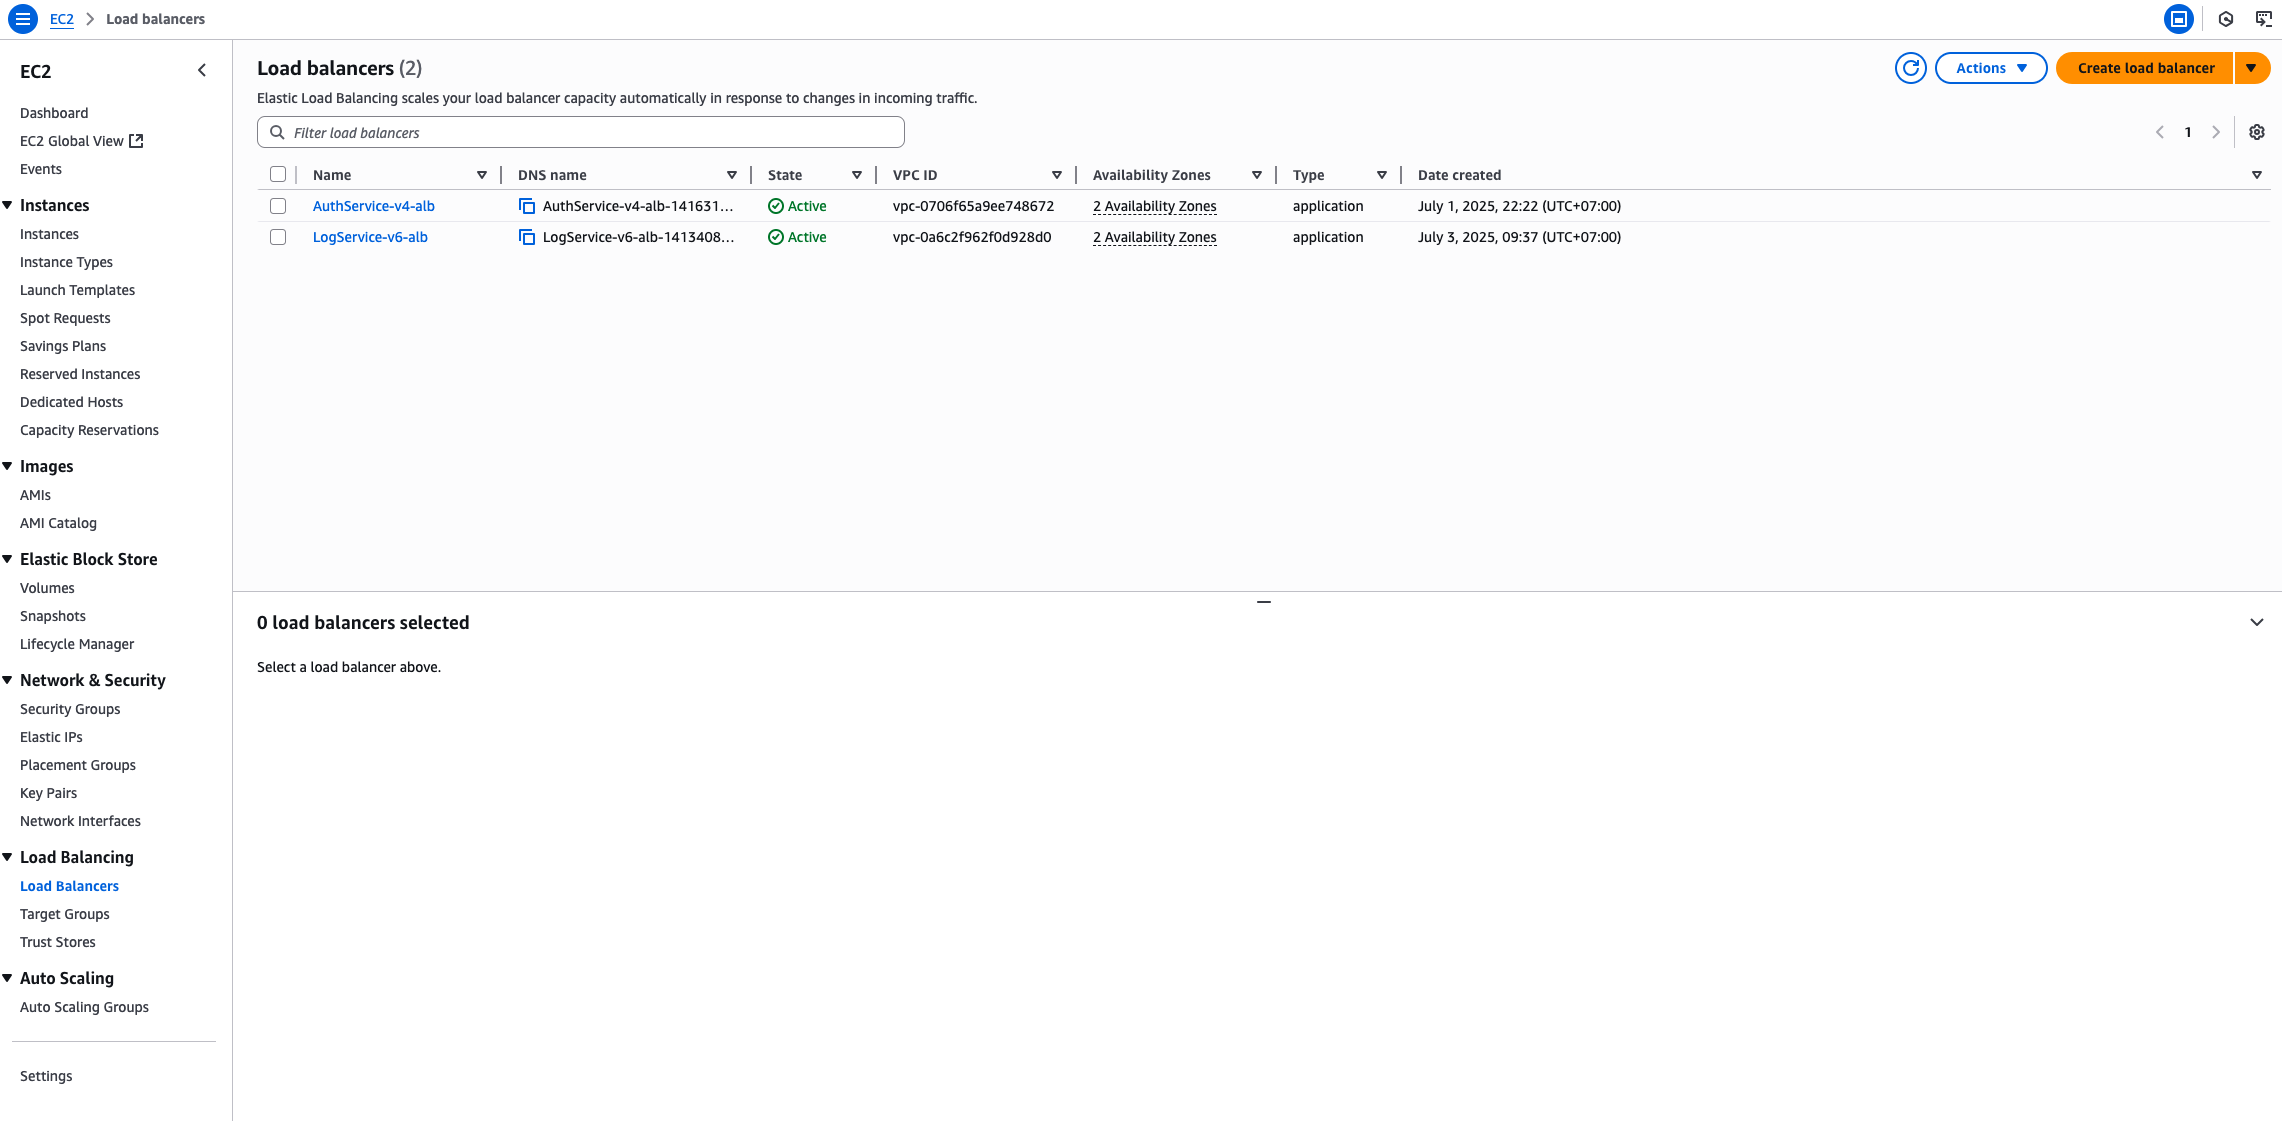 EC2 > Load balancers
EC2
Dashboard
EC2 Global View
Events
Instances
Instances
Instance Types
Launch Templates
Spot Requests
Savings Plans
Reserved Instances
Dedicated Hosts
Capacity Reservations
Images
AMIs
AMI Catalog
Elastic Block Store
Volumes
Snapshots
Lifecycle Manager
Network & Security
Security Groups
Elastic IPs
Placement Groups
Key Pairs
Network Interfaces
Load Balancing
Load Balancers
Target Groups
Trust Stores
Auto Scaling
Auto Scaling Groups
Settings
Load balancers (2)
Actions
Create load balancer
Elastic Load Balancing scales your load balancer capacity automatically in response to changes in incoming traffic.
Filter load balancers
1
Name DNS name State VPC ID Availability Zones Type Date created
AuthService-v4-alb AuthService-v4-alb-141631... Active vpc-0706f65a9ee748672 2 Availability Zones application July 1, 2025, 22:22 (UTC+07:00)
LogService-v6-alb LogService-v6-alb-1413408... Active vpc-0a6c2f962f0d928d0 2 Availability Zones application July 3, 2025, 09:37 (UTC+07:00)
0 load balancers selected
Select a load balancer above.